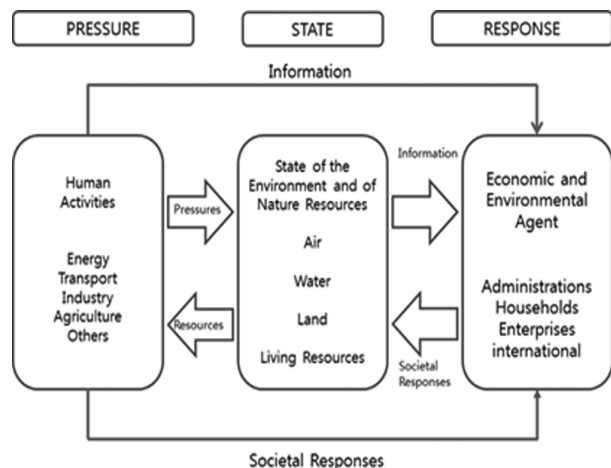 PRESSURE
STATE
RESPONSE
Information
Human
Activities
Energy
Transport
Industry
Agriculture
Others
Pressures
Resources
State of the
Environment and of
Nature Resources
Air
Water
Land
Living Resources
Information
Societal
Responses
Economic and
Environmental
Agent
Administrations
Households
Enterprises
international
Societal Responses